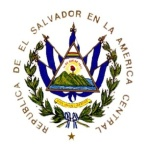 REPUBLICA DE EL SALVADOR EN LA AMERICA CENTRAL